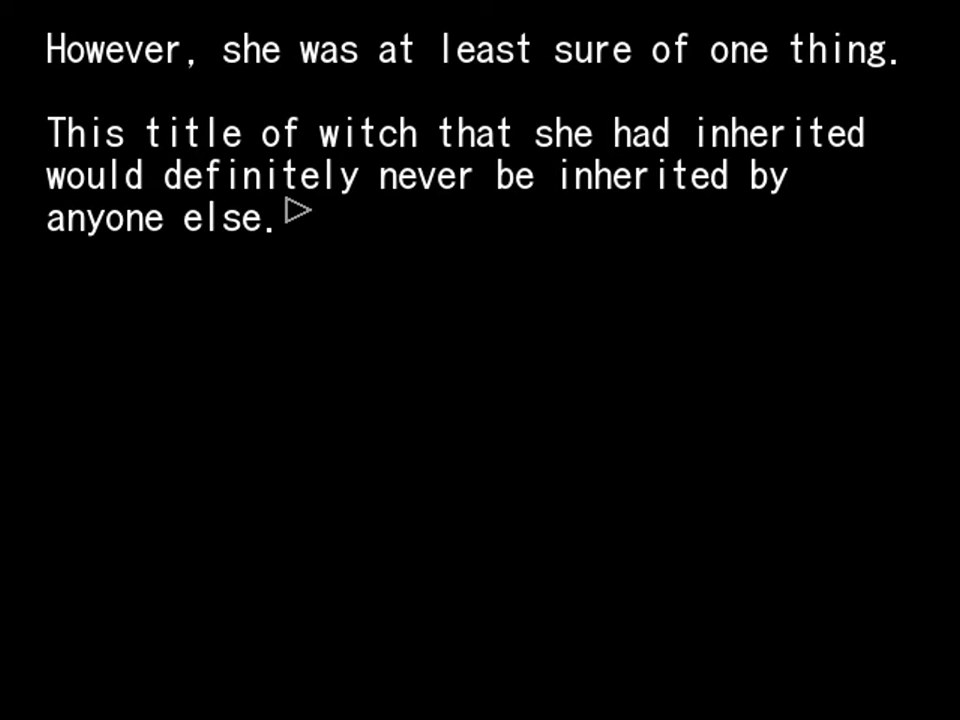 However, she was at least sure of one thing.
This title of witch that she had inherited
would definitely never be inherited by
anyone else.